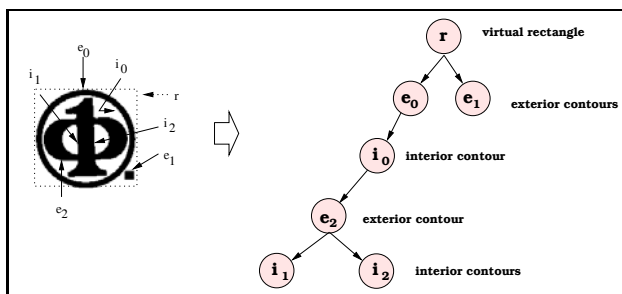 e0
i0
i1
r
i2
e1
e2
r virtual rectangle
e0 e1 exterior contours
i0 interior contour
e2 exterior contour
i1 i2 interior contours